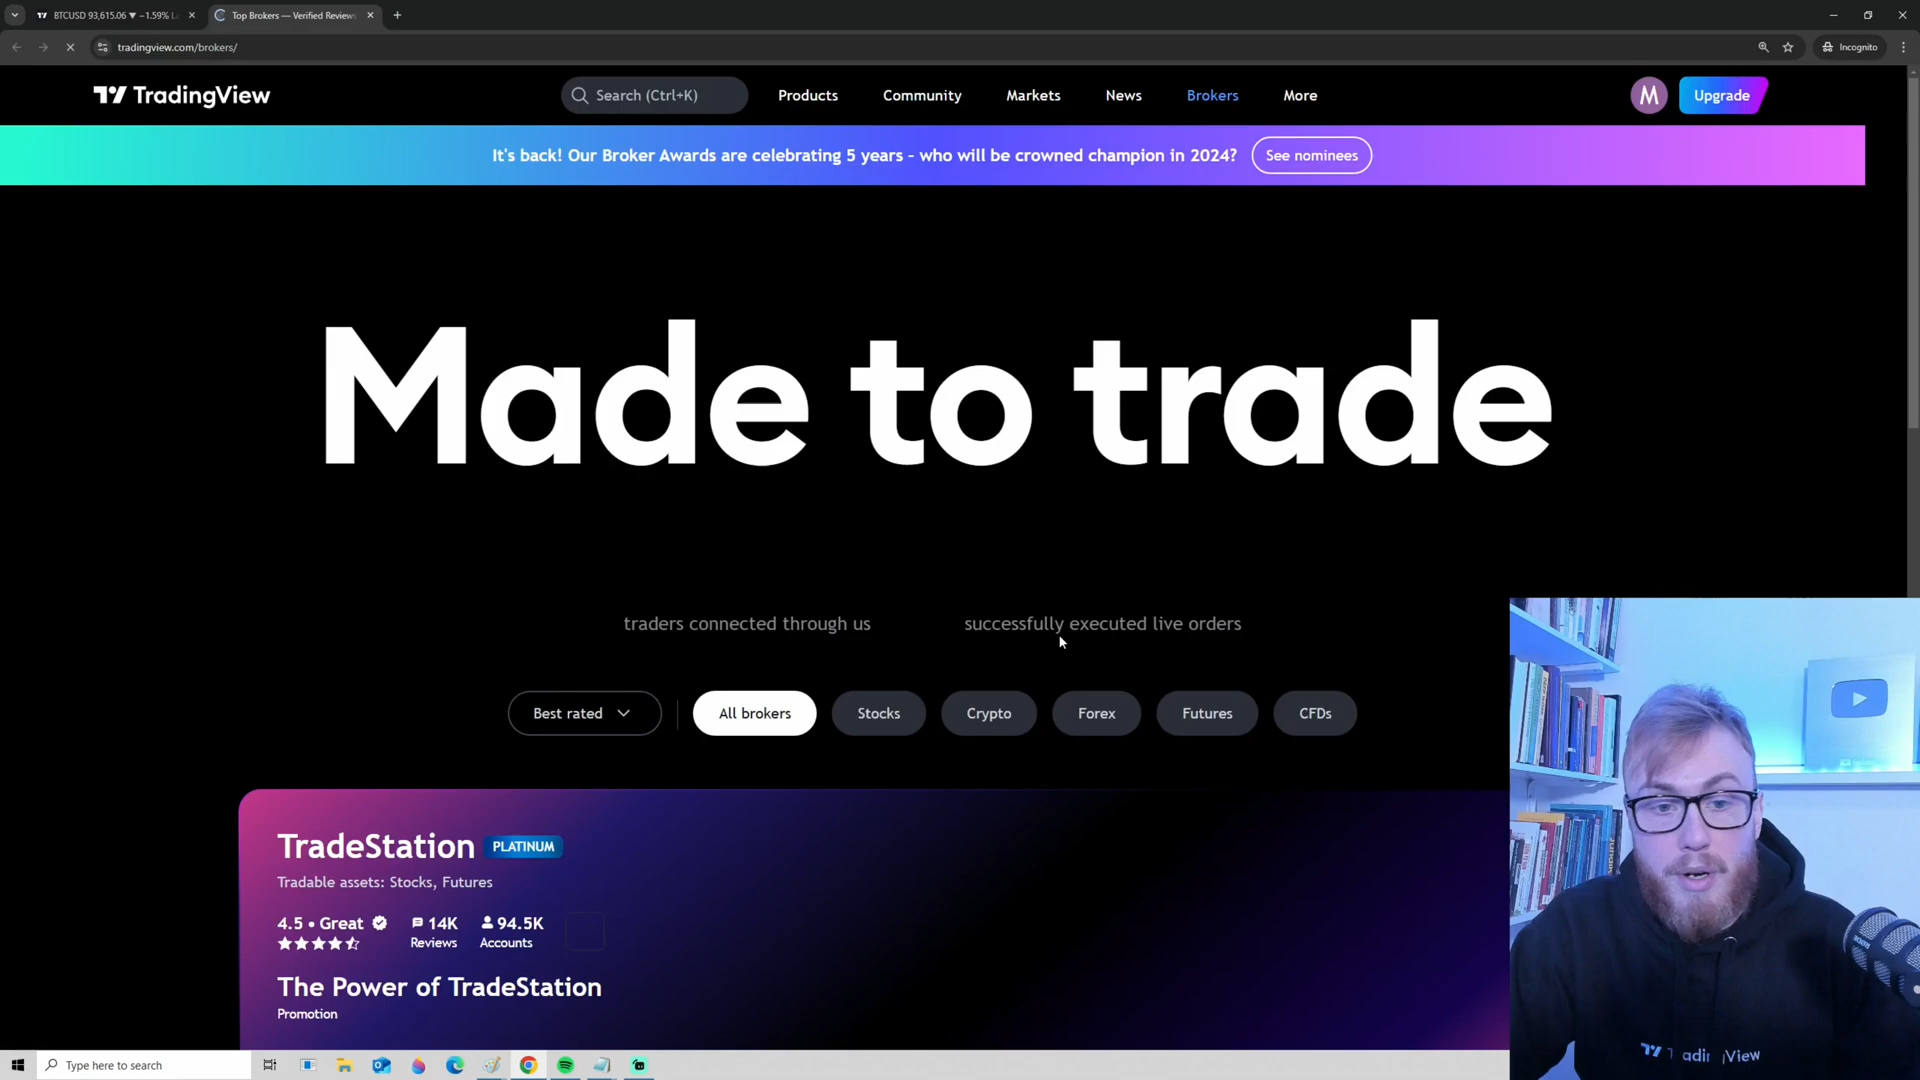 BTCUSD 93,615.06 ▼ −1.59%
Top Brokers — Verified Reviews
tradingview.com/brokers/
Incognito
TradingView
Search (Ctrl+K)
Products
Community
Markets
News
Brokers
More
M
Upgrade
It's back! Our Broker Awards are celebrating 5 years - who will be crowned champion in 2024?
See nominees
Made to trade
traders connected through us
successfully executed live orders
Best rated
All brokers
Stocks
Crypto
Forex
Futures
CFDs
TradeStation PLATINUM
Tradable assets: Stocks, Futures
4.5 • Great
14K
94.5K
Reviews
Accounts
The Power of TradeStation
Promotion
Type here to search